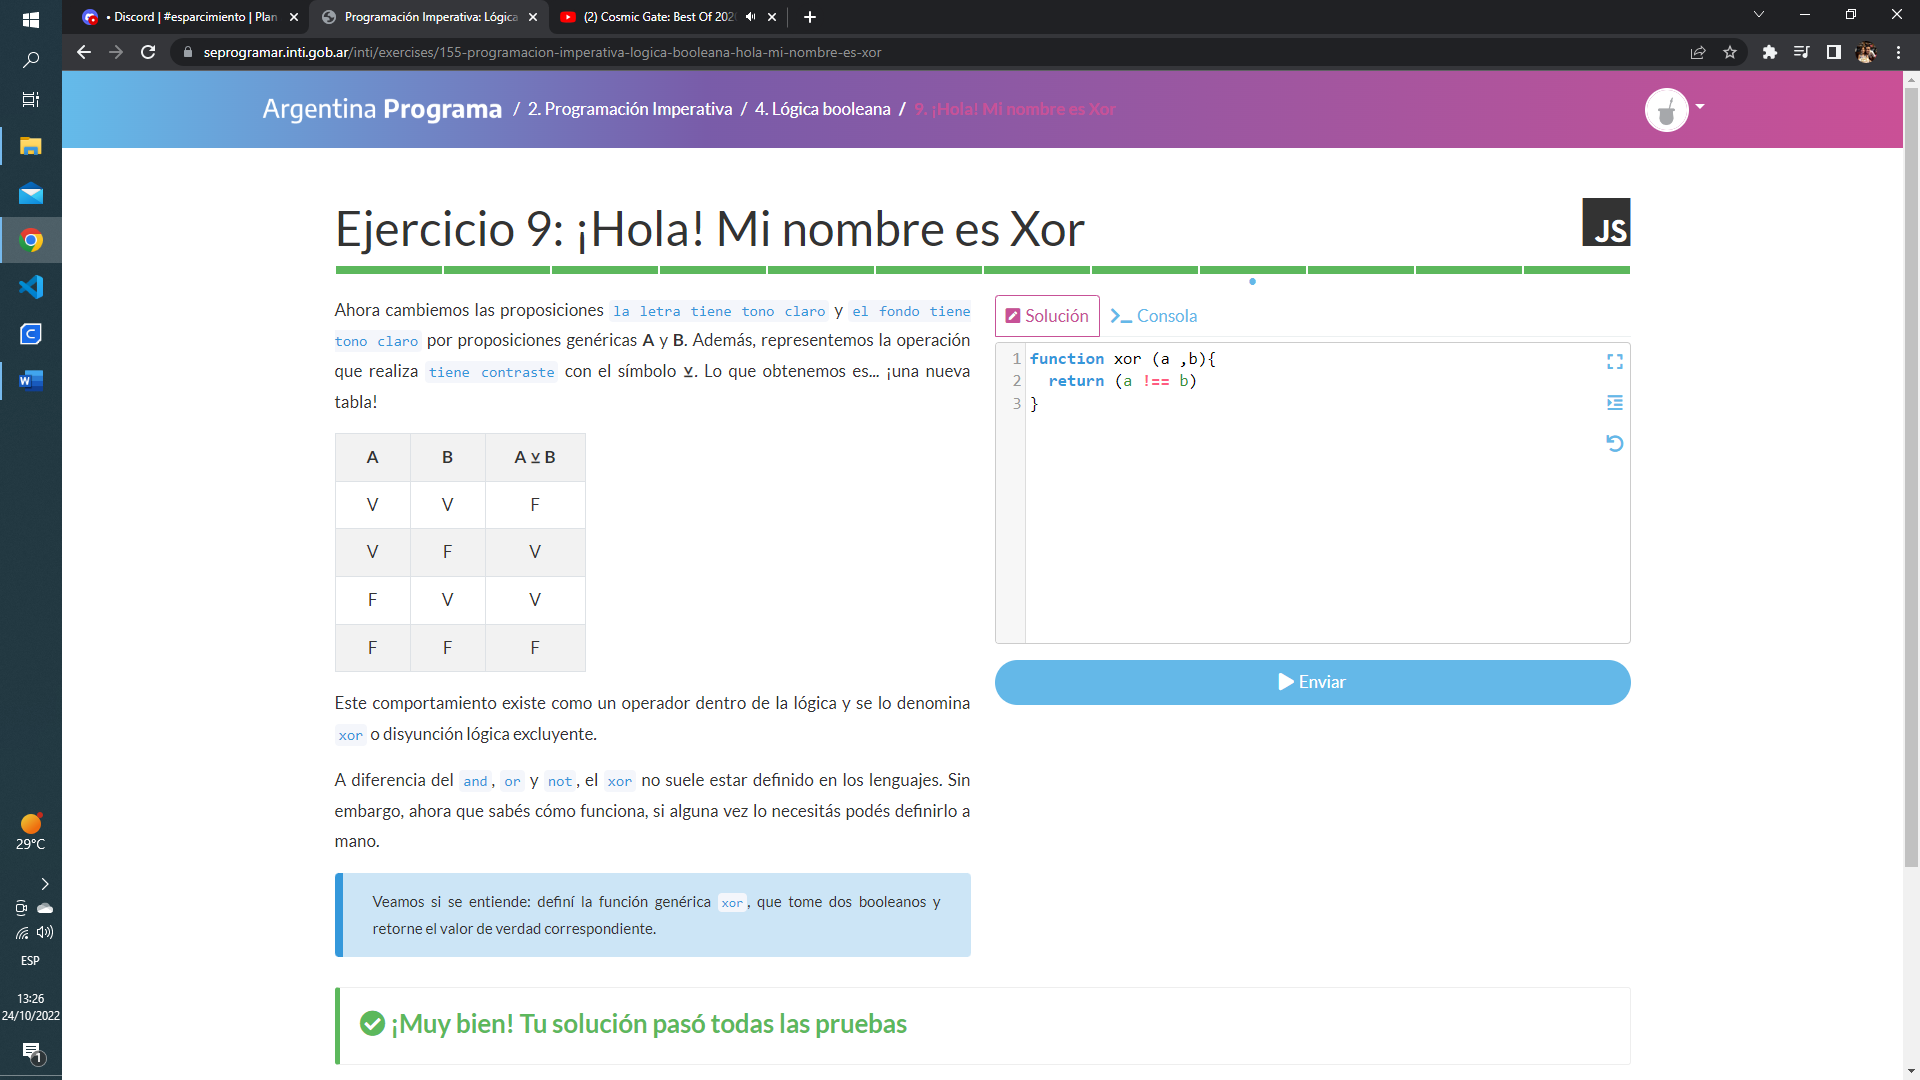 • Discord | #esparcimiento | Plan
Programación Imperativa: Lógica
(2) Cosmic Gate: Best Of 202
seprogramar.inti.gob.ar/inti/exercises/155-programacion-imperativa-logica-booleana-hola-mi-nombre-es-xor
Argentina Programa / 2. Programación Imperativa / 4. Lógica booleana / 9. ¡Hola! Mi nombre es Xor
Ejercicio 9: ¡Hola! Mi nombre es Xor
JS
Ahora cambiemos las proposiciones la letra tiene tono claro y el fondo tiene
tono claro por proposiciones genéricas A y B. Además, representemos la operación
que realiza tiene contraste con el símbolo ⊻. Lo que obtenemos es... ¡una nueva
tabla!
A B A ⊻ B
V V F
V F V
F V V
F F F
Este comportamiento existe como un operador dentro de la lógica y se lo denomina
xor o disyunción lógica excluyente.
A diferencia del and, or y not, el xor no suele estar definido en los lenguajes. Sin
embargo, ahora que sabés cómo funciona, si alguna vez lo necesitás podés definirlo a
mano.
Veamos si se entiende: definí la función genérica xor, que tome dos booleanos y
retorne el valor de verdad correspondiente.
Solución
Consola
1 function xor (a ,b){
2 return (a !== b)
3 }
Enviar
¡Muy bien! Tu solución pasó todas las pruebas
29°C
ESP
13:26
24/10/2022
1